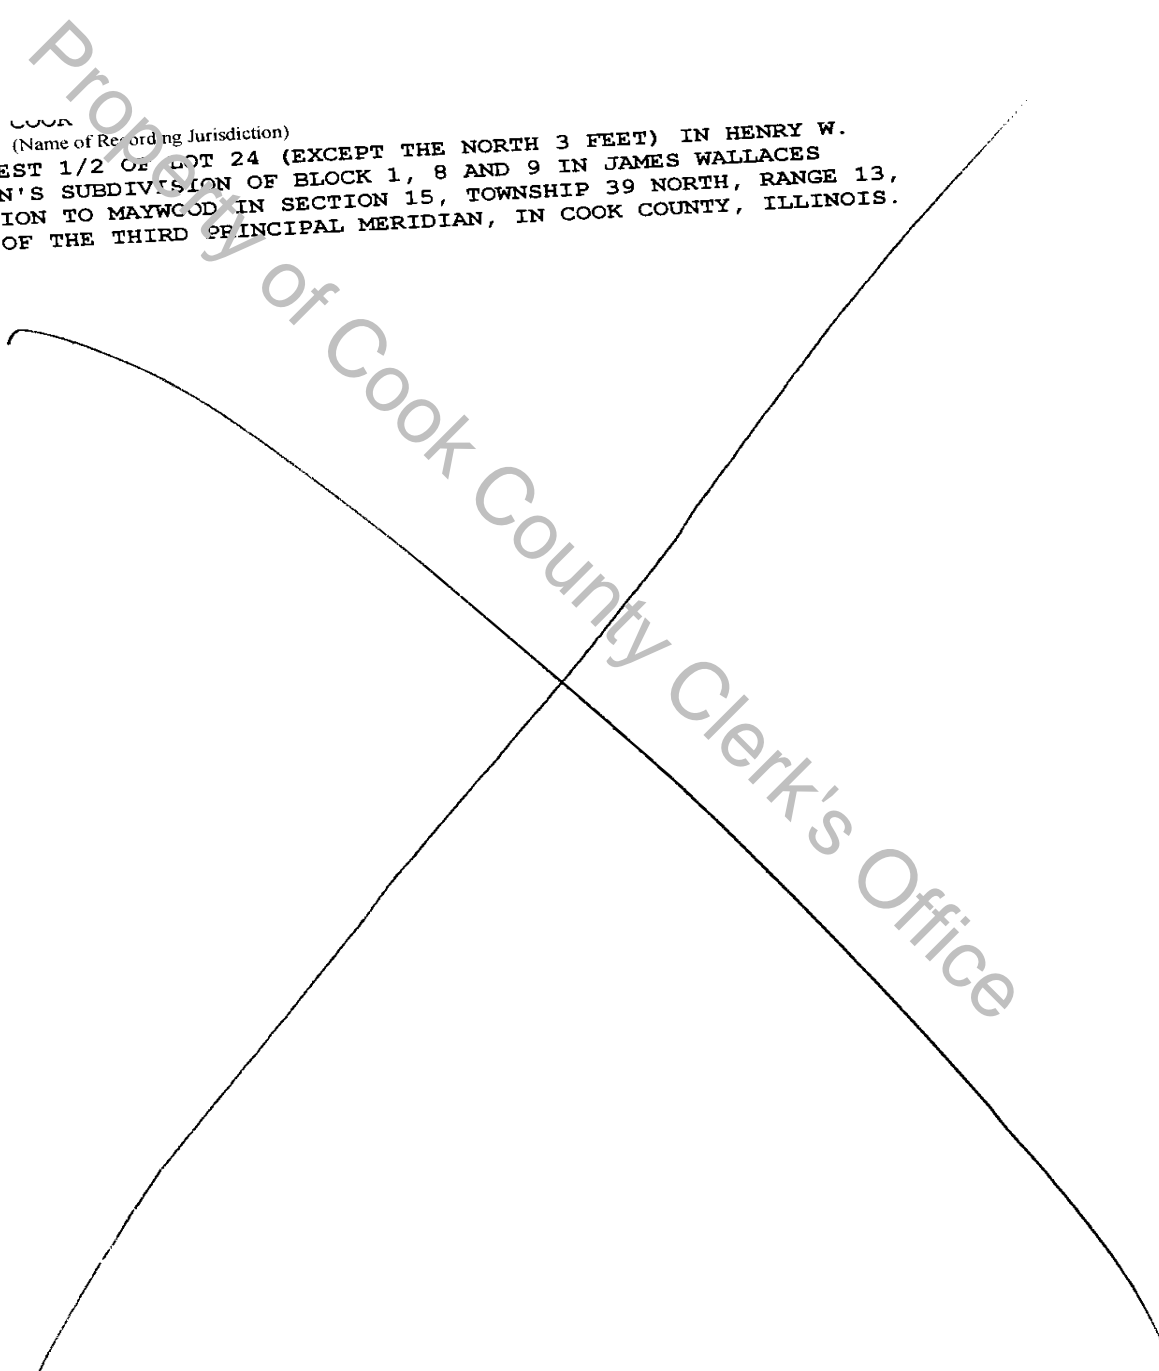 COOK
(Name of Recording Jurisdiction)
EST 1/2 OF LOT 24 (EXCEPT THE NORTH 3 FEET) IN HENRY W.
N'S SUBDIVISION OF BLOCK 1, 8 AND 9 IN JAMES WALLACES
ION TO MAYWOOD IN SECTION 15, TOWNSHIP 39 NORTH, RANGE 13,
OF THE THIRD PRINCIPAL MERIDIAN, IN COOK COUNTY, ILLINOIS.
Property of Cook County Clerk's Office